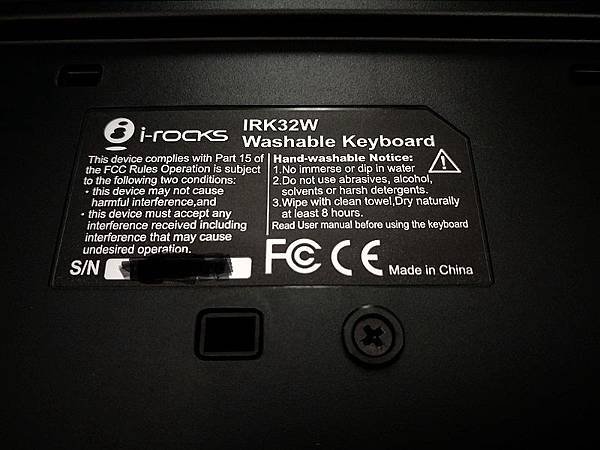 i-rocks
IRK32W
Washable Keyboard
This device complies with Part 15 of
the FCC Rules Operation is subject
to the following two conditions:
• this device may not cause
harmful interference,and
• this device must accept any
interference received including
interference that may cause
undesired operation.
Hand-washable Notice:
1.No immerse or dip in water
2.Do not use abrasives, alcohol,
solvents or harsh detergents.
3.Wipe with clean towel,Dry naturally
at least 8 hours.
Read User manual before using the keyboard
S/N
FC CE Made in China